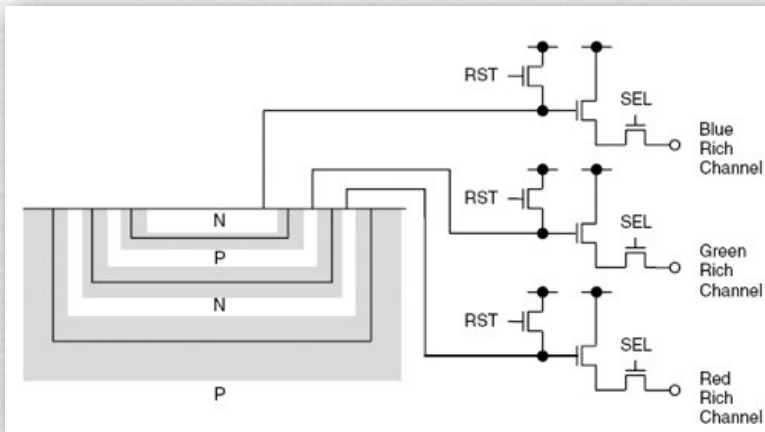 RST
SEL
Blue
Rich
Channel
RST
SEL
Green
Rich
Channel
RST
SEL
Red
Rich
Channel
N
P
N
P